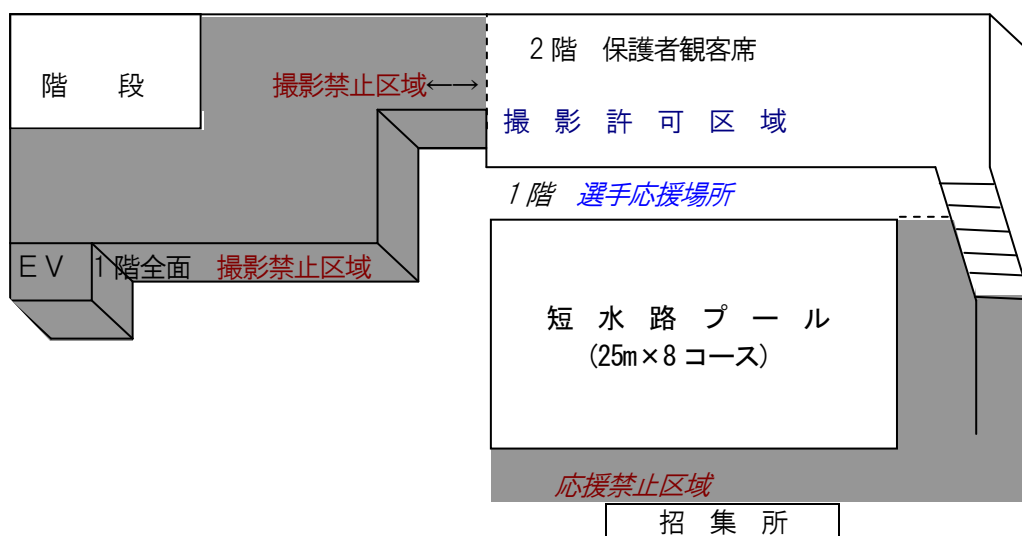 2階 保護者観客席
階 段
撮影禁止区域←→
撮 影 許 可 区 域
1階 選手応援場所
EV 1階全面 撮影禁止区域
短 水 路 プ ー ル
(25m×8コース)
応援禁止区域
招 集 所